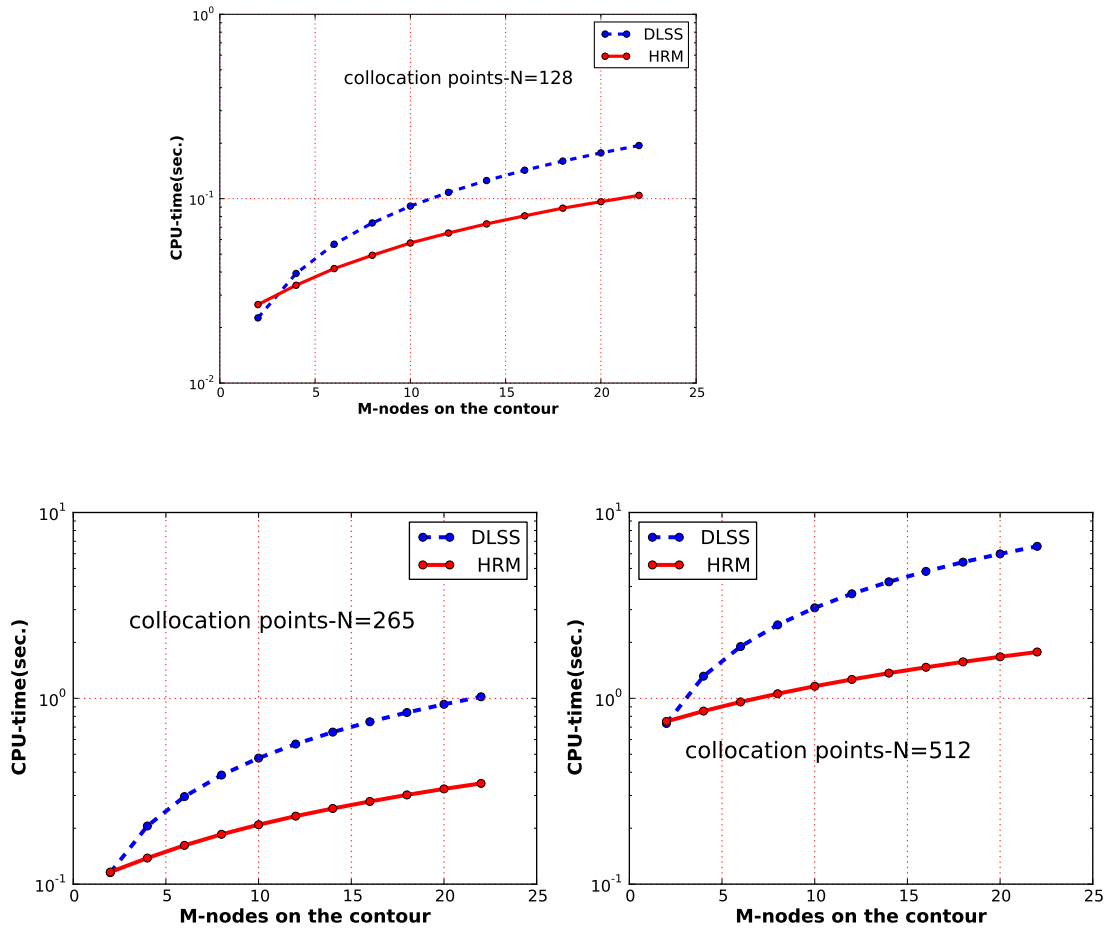 10^0
DLSS
HRM
collocation points-N=128
CPU-time(sec.)
10^-1
10^-2
0 5 10 15 20 25
M-nodes on the contour
10^1
DLSS
HRM
collocation points-N=265
CPU-time(sec.)
10^0
10^-1
0 5 10 15 20 25
M-nodes on the contour
10^1
DLSS
HRM
CPU-time(sec.)
10^0
collocation points-N=512
10^-1
0 5 10 15 20 25
M-nodes on the contour